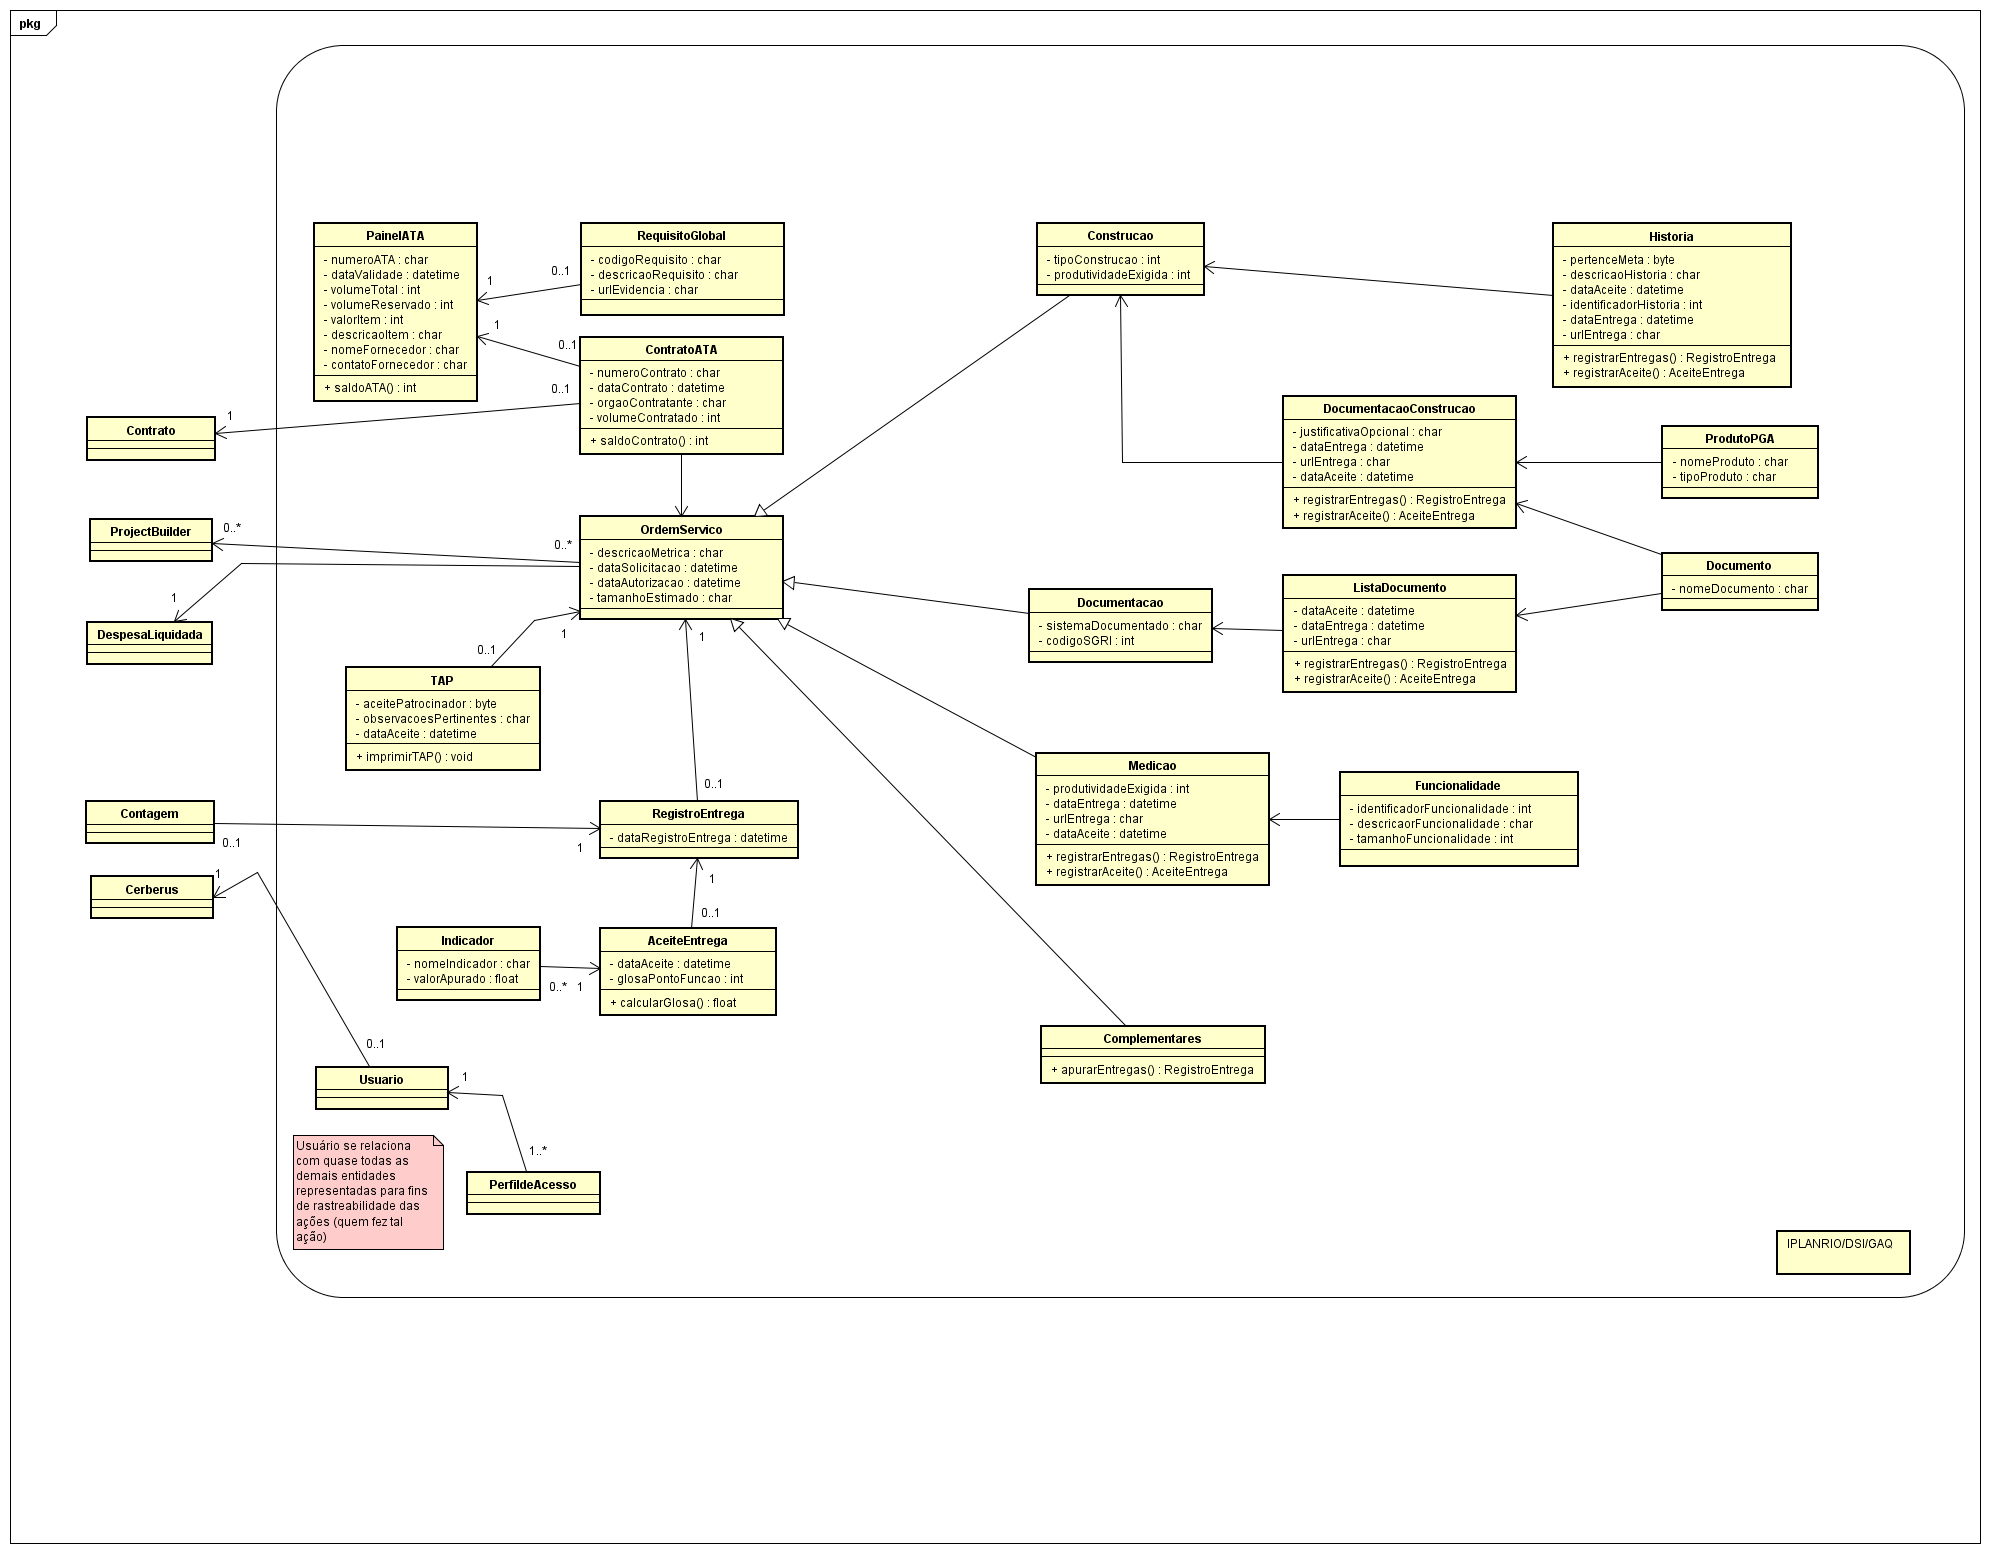 pkg
PainelATA
- numeroATA : char
- dataValidade : datetime
- volumeTotal : int
- volumeReservado : int
- valorItem : int
- descricaoItem : char
- nomeFornecedor : char
- contatoFornecedor : char
+ saldoATA() : int
1
0..1
RequisitoGlobal
- codigoRequisito : char
- descricaoRequisito : char
- urlEvidencia : char
1
0..1
ContratoATA
- numeroContrato : char
- dataContrato : datetime
- orgaoContratante : char
- volumeContratado : int
+ saldoContrato() : int
0..1
1
Contrato
Construcao
- tipoConstrucao : int
- produtividadeExigida : int
Historia
- pertenceMeta : byte
- descricaoHistoria : char
- dataAceite : datetime
- identificadorHistoria : int
- dataEntrega : datetime
- urlEntrega : char
+ registrarEntregas() : RegistroEntrega
+ registrarAceite() : AceiteEntrega
DocumentacaoConstrucao
- justificativaOpcional : char
- dataEntrega : datetime
- urlEntrega : char
- dataAceite : datetime
+ registrarEntregas() : RegistroEntrega
+ registrarAceite() : AceiteEntrega
ProdutoPGA
- nomeProduto : char
- tipoProduto : char
ProjectBuilder
0..*
0..*
OrdemServico
- descricaoMetrica : char
- dataSolicitacao : datetime
- dataAutorizacao : datetime
- tamanhoEstimado : char
Documento
- nomeDocumento : char
1
DespesaLiquidada
Documentacao
- sistemaDocumentado : char
- codigoSGRI : int
ListaDocumento
- dataAceite : datetime
- dataEntrega : datetime
- urlEntrega : char
+ registrarEntregas() : RegistroEntrega
+ registrarAceite() : AceiteEntrega
1
0..1
1
TAP
- aceitePatrocinador : byte
- observacoesPertinentes : char
- dataAceite : datetime
+ imprimirTAP() : void
0..1
Medicao
- produtividadeExigida : int
- dataEntrega : datetime
- urlEntrega : char
- dataAceite : datetime
+ registrarEntregas() : RegistroEntrega
+ registrarAceite() : AceiteEntrega
Funcionalidade
- identificadorFuncionalidade : int
- descricaorFuncionalidade : char
- tamanhoFuncionalidade : int
Contagem
0..1
1
RegistroEntrega
- dataRegistroEntrega : datetime
1
Cerberus
1
0..1
Indicador
- nomeIndicador : char
- valorApurado : float
0..*
1
AceiteEntrega
- dataAceite : datetime
- glosaPontoFuncao : int
+ calcularGlosa() : float
Complementares
+ apurarEntregas() : RegistroEntrega
0..1
Usuario
1
1..*
PerfildeAcesso
Usuário se relaciona
com quase todas as
demais entidades
representadas para fins
de rastreabilidade das
ações (quem fez tal
ação)
IPLANRIO/DSI/GAQ